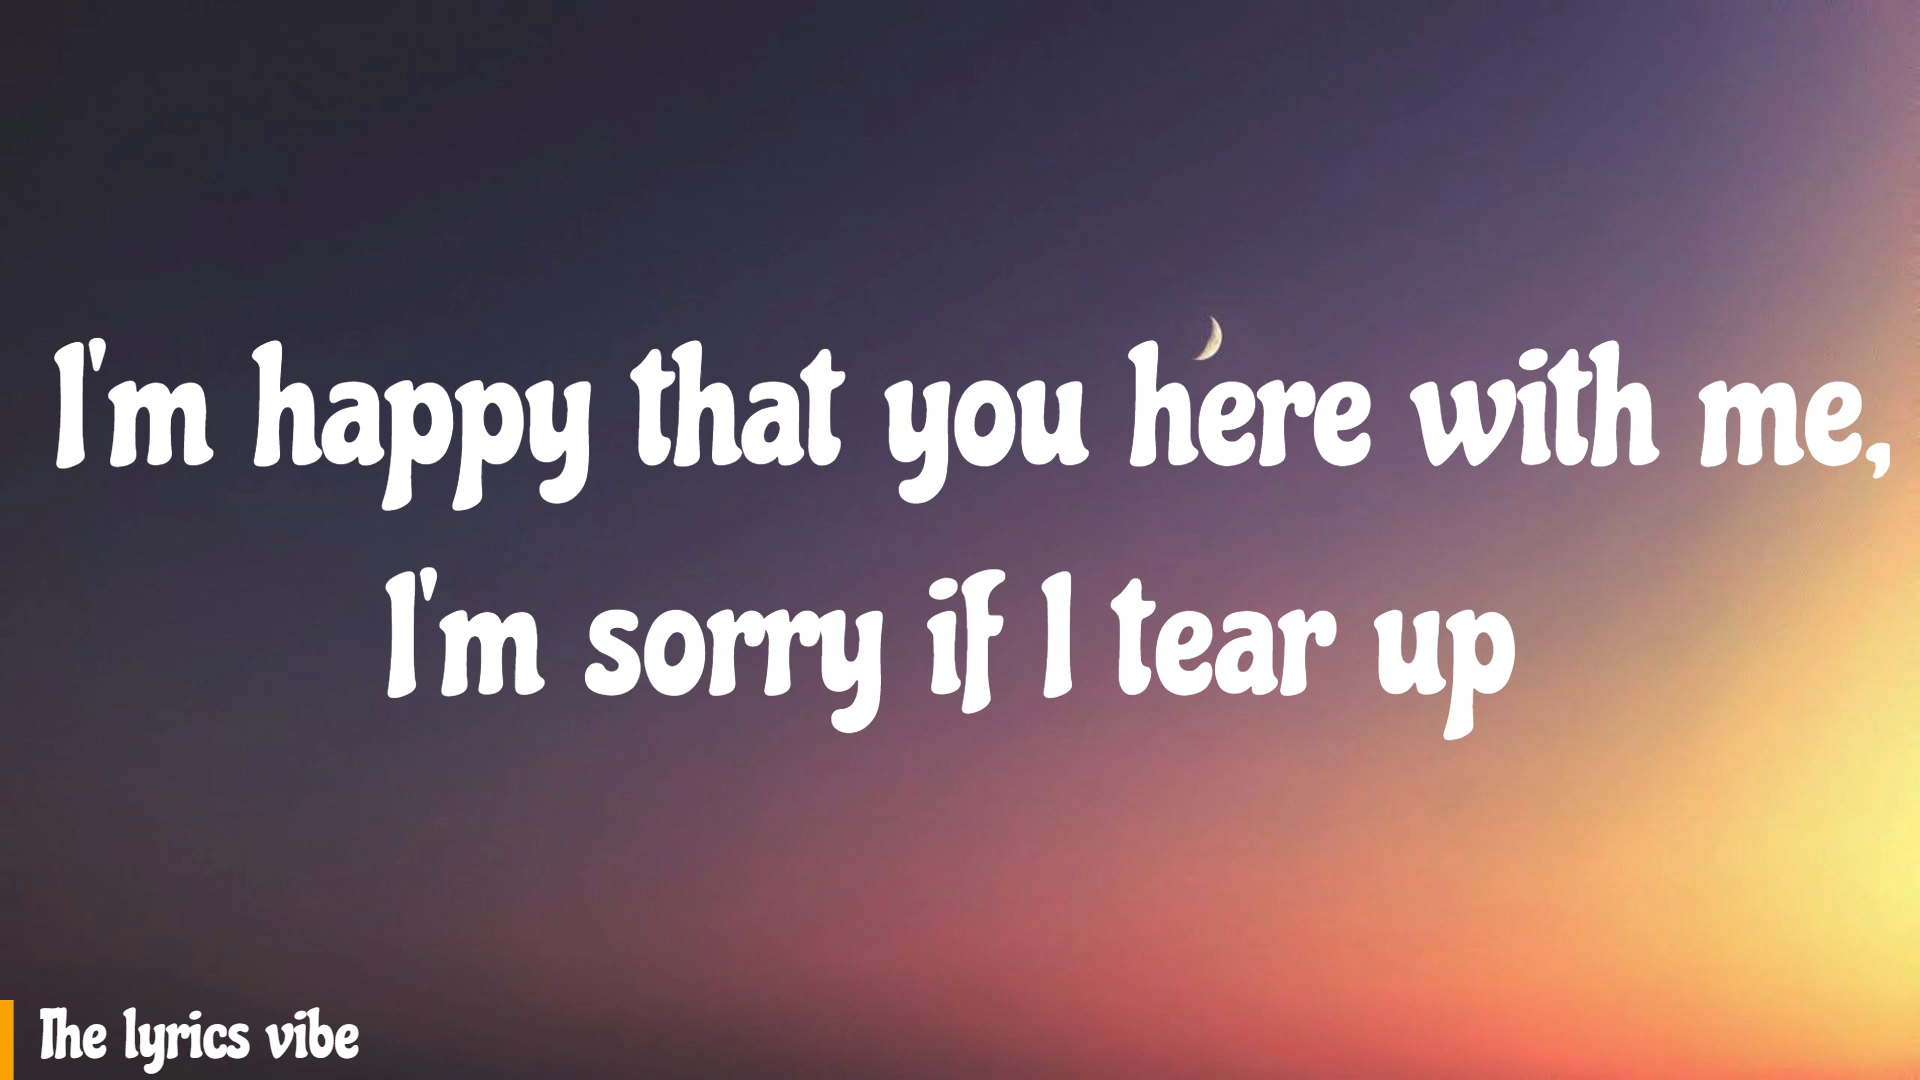 I'm happy that you here with me,
I'm sorry if I tear up
The lyrics vibe